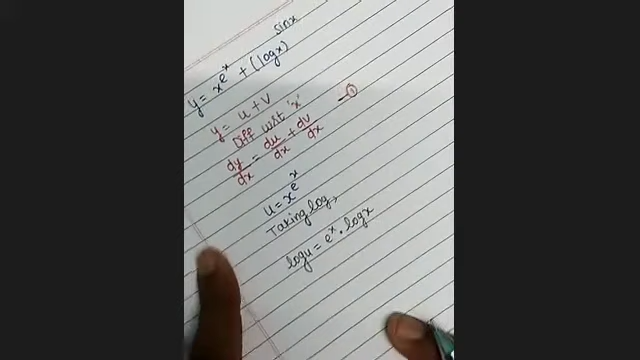 y = x^e^x + (log x)^sin x
y = u + v
Diff w.r.t 'x'
dy/dx = du/dx + dv/dx —①
u = x^e^x
Taking log,
log u = e^x . log x